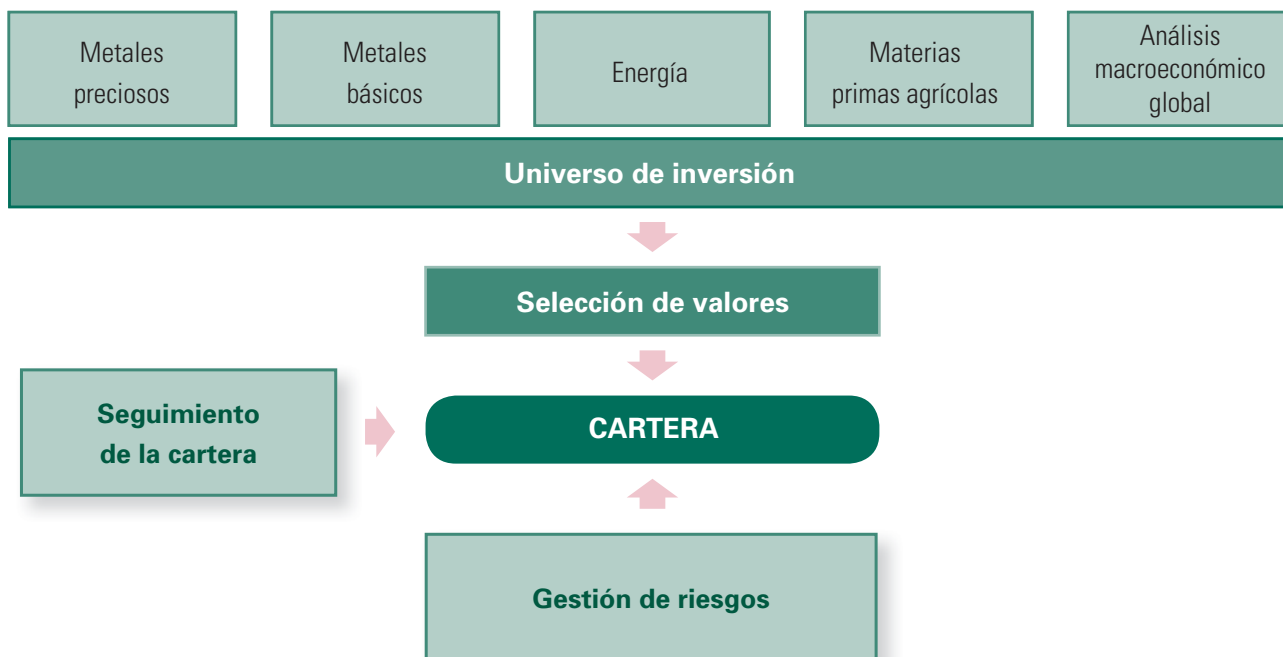 Metales
preciosos
Metales
básicos
Energía
Materias
primas agrícolas
Análisis
macroeconómico
global
Universo de inversión
Selección de valores
Seguimiento
de la cartera
CARTERA
Gestión de riesgos